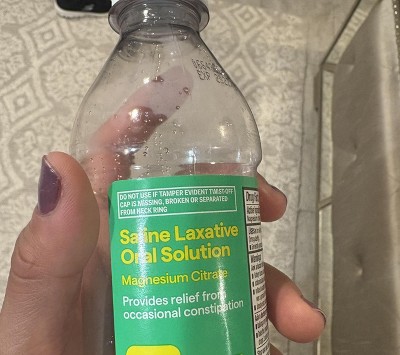 EXP
DO NOT USE IF TAMPER EVIDENT TWIST-OFF
CAP IS MISSING, BROKEN OR SEPARATED
FROM NECK RING
Saline Laxative
Oral Solution
Magnesium Citrate
Provides relief from
occasional constipation